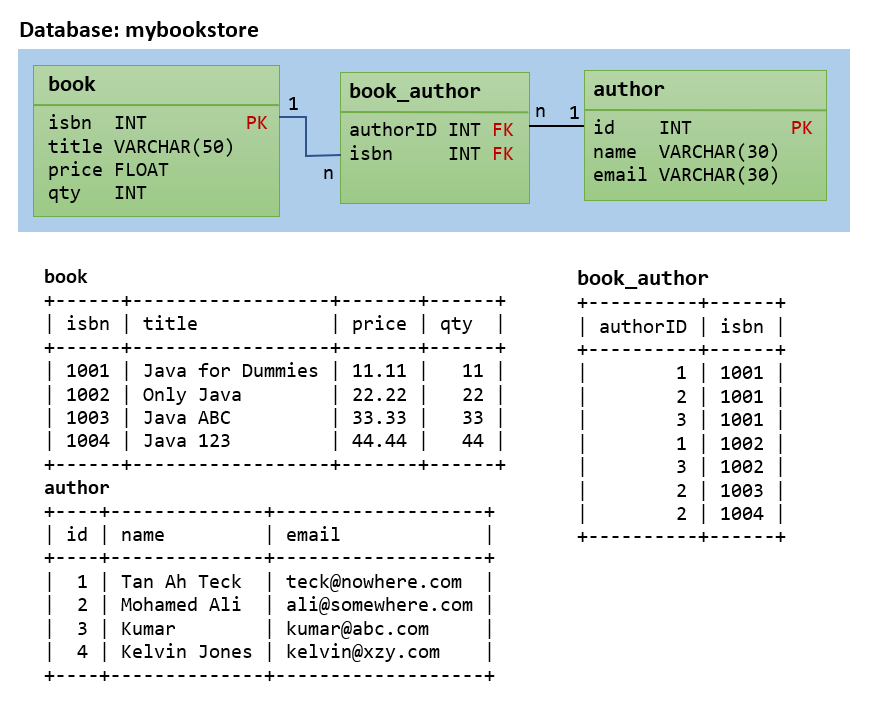 Database: mybookstore
book
isbn  INT         PK
title VARCHAR(50)
price FLOAT
qty   INT
1
n
book_author
authorID INT FK
isbn     INT FK
n
1
author
id    INT         PK
name  VARCHAR(30)
email VARCHAR(30)
book
+------+------------------+-------+------+
| isbn | title            | price | qty  |
+------+------------------+-------+------+
| 1001 | Java for Dummies | 11.11 |   11 |
| 1002 | Only Java        | 22.22 |   22 |
| 1003 | Java ABC         | 33.33 |   33 |
| 1004 | Java 123         | 44.44 |   44 |
+------+------------------+-------+------+
author
+----+--------------+-------------------+
| id | name         | email             |
+----+--------------+-------------------+
|  1 | Tan Ah Teck  | teck@nowhere.com  |
|  2 | Mohamed Ali  | ali@somewhere.com |
|  3 | Kumar        | kumar@abc.com     |
|  4 | Kelvin Jones | kelvin@xzy.com    |
+----+--------------+-------------------+
book_author
+----------+------+
| authorID | isbn |
+----------+------+
|        1 | 1001 |
|        2 | 1001 |
|        3 | 1001 |
|        1 | 1002 |
|        3 | 1002 |
|        2 | 1003 |
|        2 | 1004 |
+----------+------+